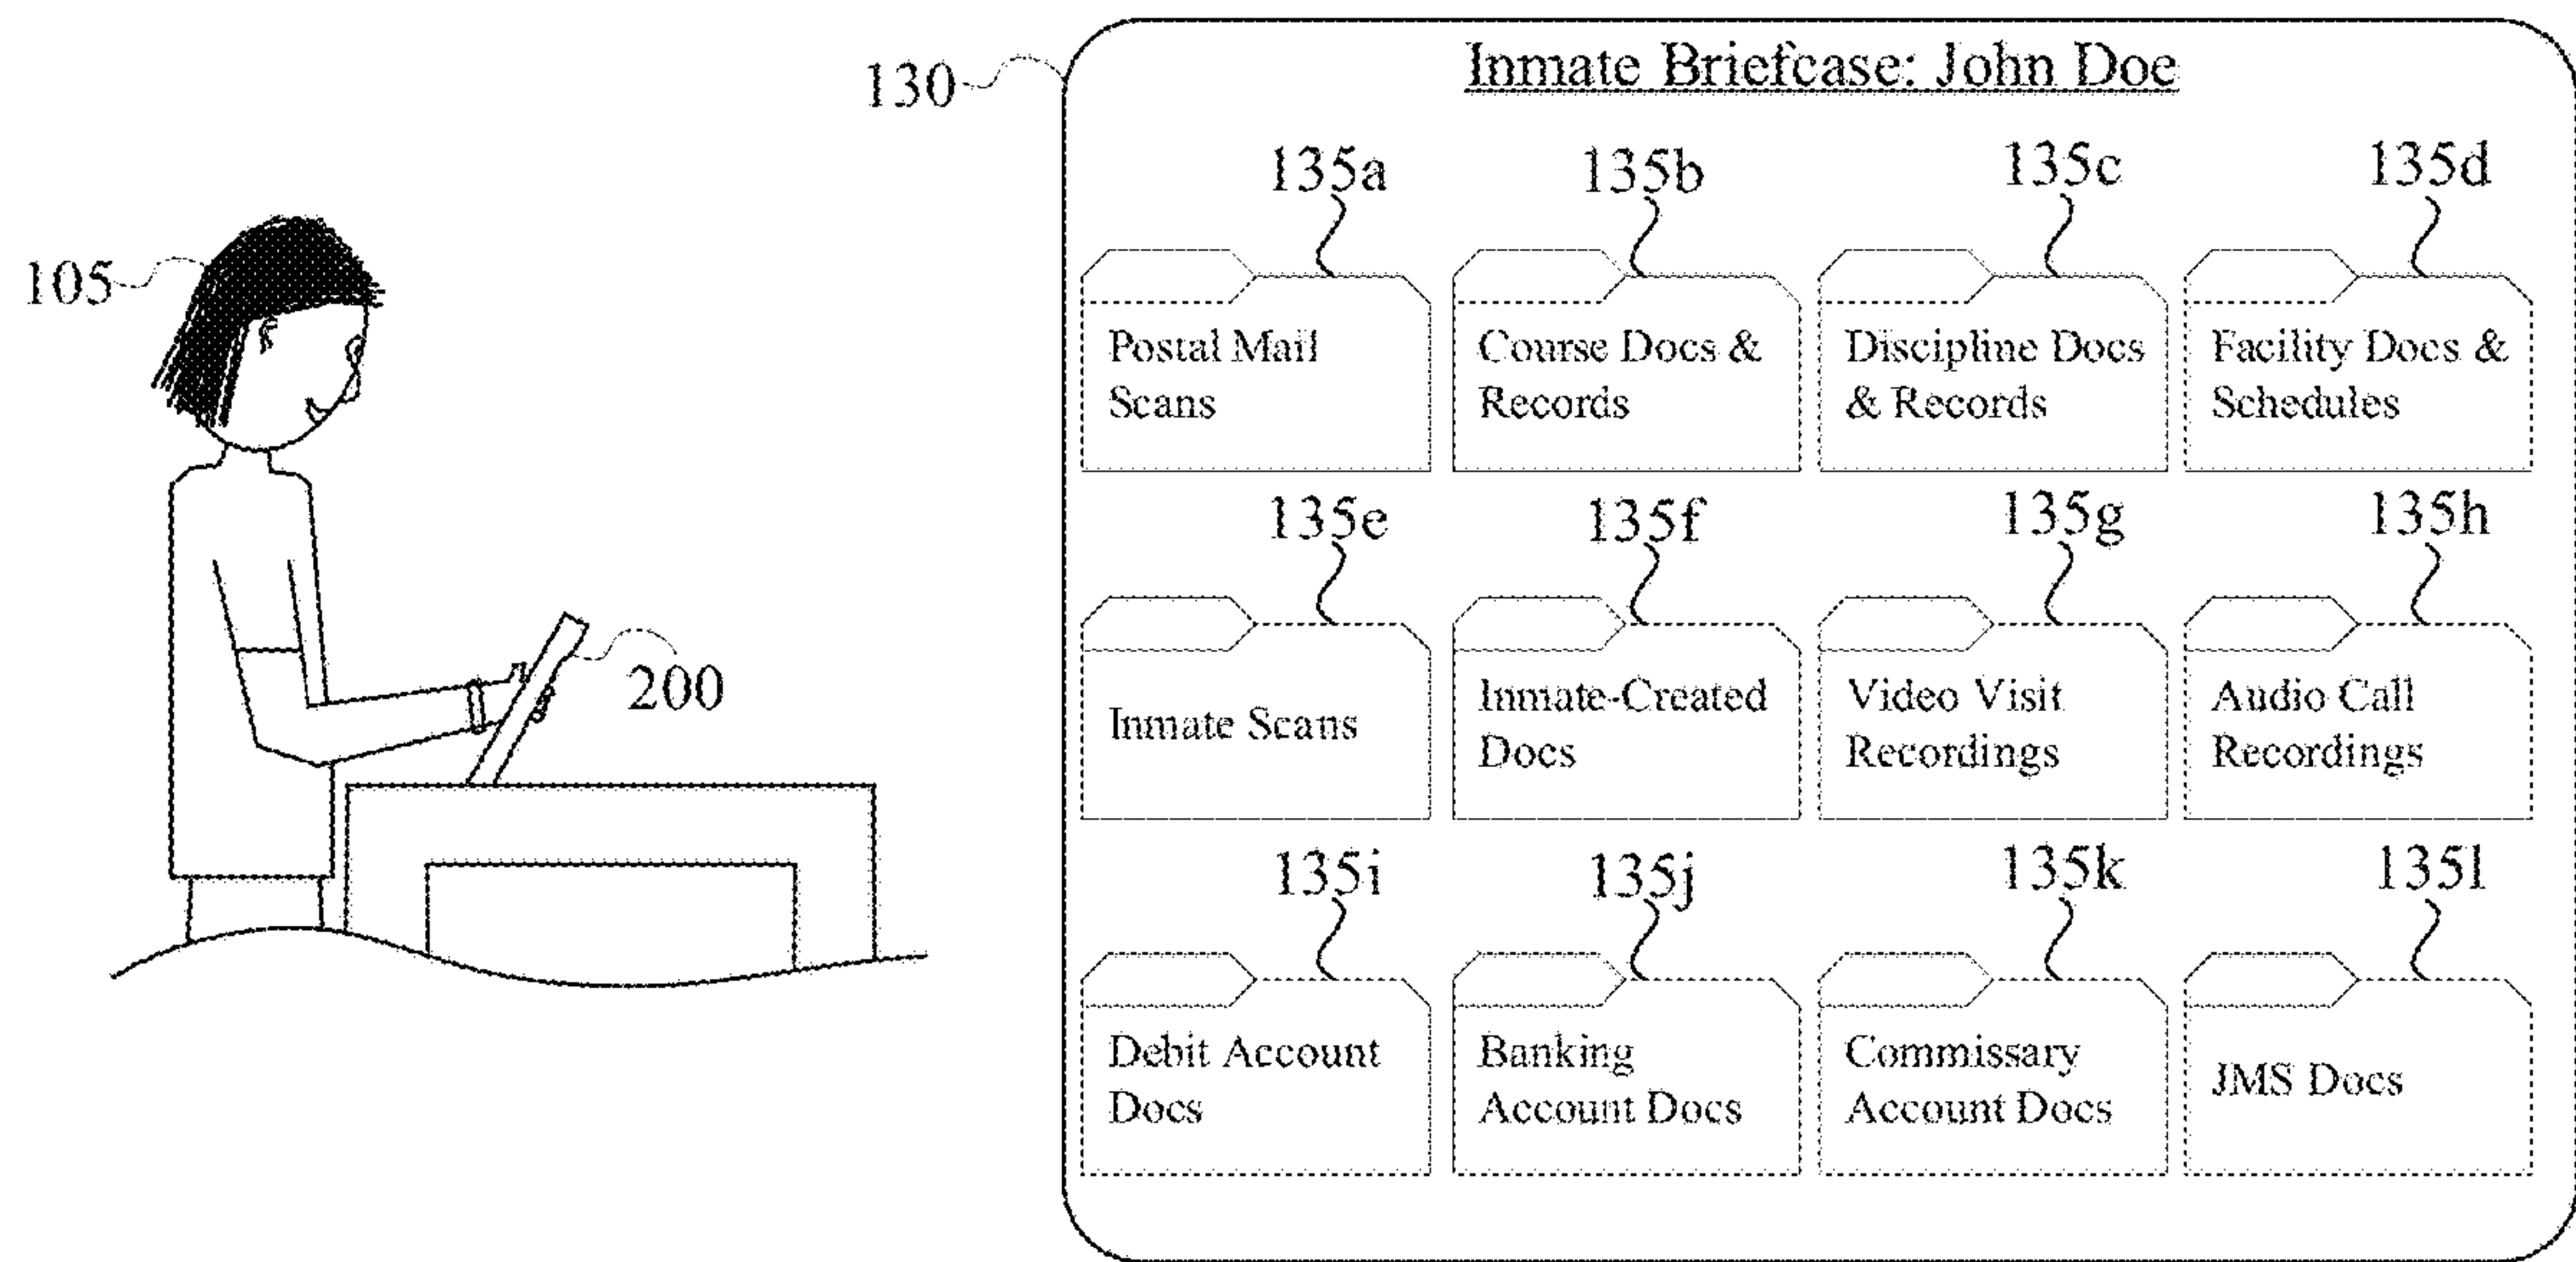 130
Inmate Briefcase: John Doe
105
135a
135b
135c
135d
Postal Mail
Scans
Course Docs &
Records
Discipline Docs
& Records
Facility Docs &
Schedules
200
135e
135f
135g
135h
Inmate Scans
Inmate-Created
Docs
Video Visit
Recordings
Audio Call
Recordings
135i
135j
135k
135l
Debit Account
Docs
Banking
Account Docs
Commissary
Account Docs
JMS Docs